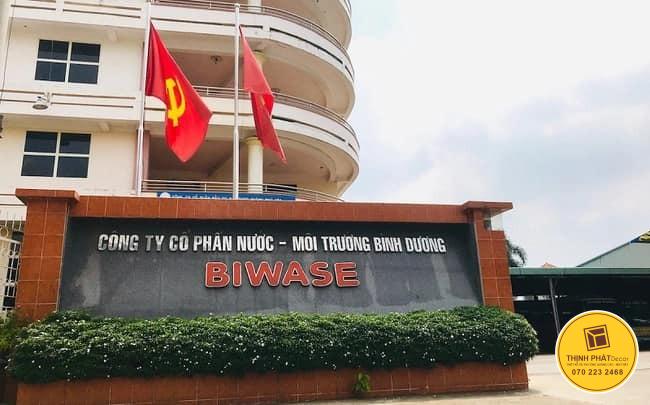 CÔNG TY CỔ PHẦN NƯỚC - MÔI TRƯỜNG BÌNH DƯƠNG
BIWASE
THỊNH PHÁT Decor
070 223 2468